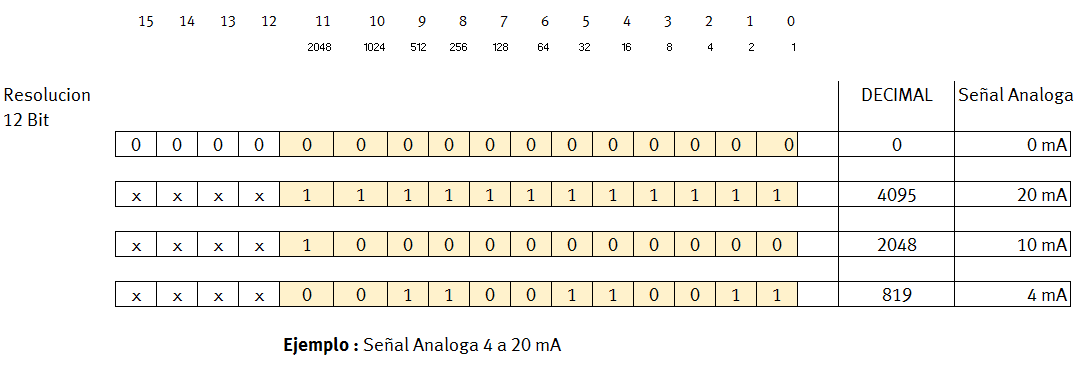 15 14 13 12 11 10 9 8 7 6 5 4 3 2 1 0
2048 1024 512 256 128 64 32 16 8 4 2 1
Resolucion DECIMAL Señal Analoga
12 Bit
0 0 0 0 0 0 0 0 0 0 0 0 0 0 0 0 0 0 mA
x x x x 1 1 1 1 1 1 1 1 1 1 1 1 4095 20 mA
x x x x 1 0 0 0 0 0 0 0 0 0 0 0 2048 10 mA
x x x x 0 0 1 1 0 0 1 1 0 0 1 1 819 4 mA
Ejemplo : Señal Analoga 4 a 20 mA